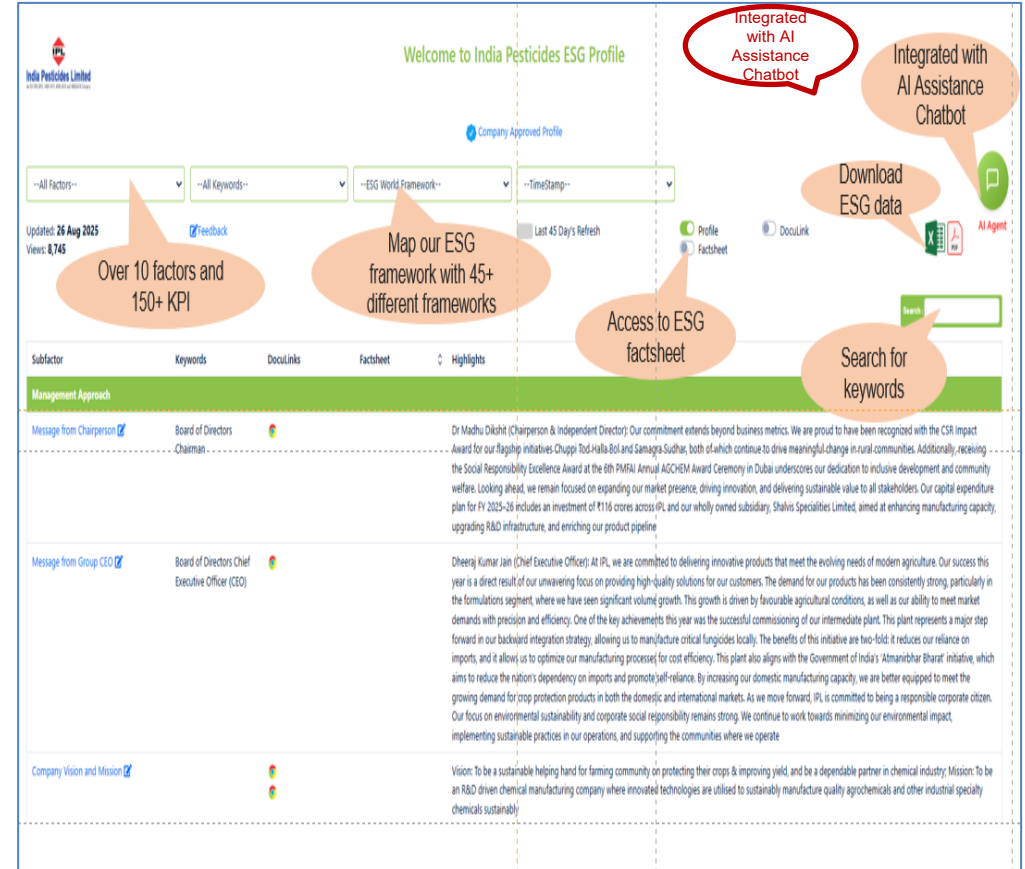 Integrated
with AI
Assistance
Chatbot
Integrated with
AI Assistance
Chatbot
IPL
India Pesticides Limited
Welcome to India Pesticides ESG Profile
Company Approved Profile
--All Factors--
--All Keywords--
--ESG World Framework--
--TimeStamp--
Download
ESG data
AI Agent
Updated: 26 Aug 2025
Views: 8,745
Feedback
Last 45 Day's Refresh
Profile
DocuLink
Factsheet
PDF
Over 10 factors and
150+ KPI
Map our ESG
framework with 45+
different frameworks
Access to ESG
factsheet
Search
Search for
keywords
Subfactor
Keywords
DocuLinks
Factsheet
Highlights
Management Approach
Message from Chairperson
Board of Directors
Chairman
Dr Madhu Dikshit (Chairperson & Independent Director): Our commitment extends beyond business metrics. We are proud to have been recognized with the CSR Impact
Award for our flagship initiatives Chuppi Tod Halla Bol and Samagra Sudhar, both of which continue to drive meaningful change in rural communities. Additionally, receiving
the Social Responsibility Excellence Award at the 6th PMFAI Annual AGCHEM Award Ceremony in Dubai underscores our dedication to inclusive development and community
welfare. Looking ahead, we remain focused on expanding our market presence, driving innovation, and delivering sustainable value to all stakeholders. Our capital expenditure
plan for FY 2025–26 includes an investment of ₹116 crores across IPL and our wholly owned subsidiary, Shalvis Specialities Limited, aimed at enhancing manufacturing capacity,
upgrading R&D infrastructure, and enriching our product pipeline
Message from Group CEO
Board of Directors Chief
Executive Officer (CEO)
Dheeraj Kumar Jain (Chief Executive Officer): At IPL, we are committed to delivering innovative products that meet the evolving needs of modern agriculture. Our success this
year is a direct result of our unwavering focus on providing high-quality solutions for our customers. The demand for our products has been consistently strong, particularly in
the formulations segment, where we have seen significant volume growth. This growth is driven by favourable agricultural conditions, as well as our ability to meet market
demands with precision and efficiency. One of the key achievements this year was the successful commissioning of our intermediate plant. This plant represents a major step
forward in our backward integration strategy, allowing us to manufacture critical fungicides locally. The benefits of this initiative are two-fold: it reduces our reliance on
imports, and it allows us to optimize our manufacturing processes for cost efficiency. This plant also aligns with the Government of India's 'Atmanirbhar Bharat' initiative, which
aims to reduce the nation's dependency on imports and promote self-reliance. By increasing our domestic manufacturing capacity, we are better equipped to meet the
growing demand for crop protection products in both the domestic and international markets. As we move forward, IPL is committed to being a responsible corporate citizen.
Our focus on environmental sustainability and corporate social responsibility remains strong. We continue to work towards minimizing our environmental impact,
implementing sustainable practices in our operations, and supporting the communities where we operate
Company Vision and Mission
Vision: To be a sustainable helping hand for farming community on protecting their crops & improving yield, and be a dependable partner in chemical industry; Mission: To be
an R&D driven chemical manufacturing company where innovated technologies are utilised to sustainably manufacture quality agrochemicals and other industrial specialty
chemicals sustainably